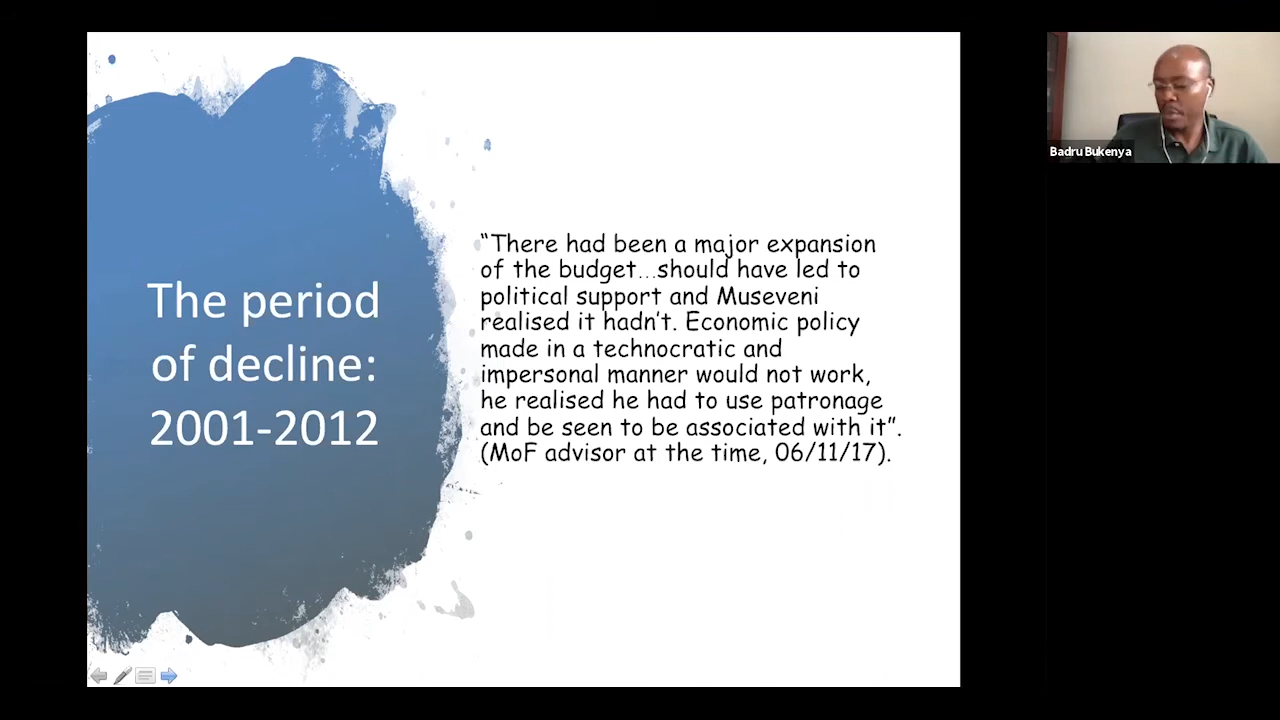 The period
of decline:
2001-2012
“There had been a major expansion
of the budget…should have led to
political support and Museveni
realised it hadn’t. Economic policy
made in a technocratic and
impersonal manner would not work,
he realised he had to use patronage
and be seen to be associated with it”.
(MoF advisor at the time, 06/11/17).
Badru Bukenya